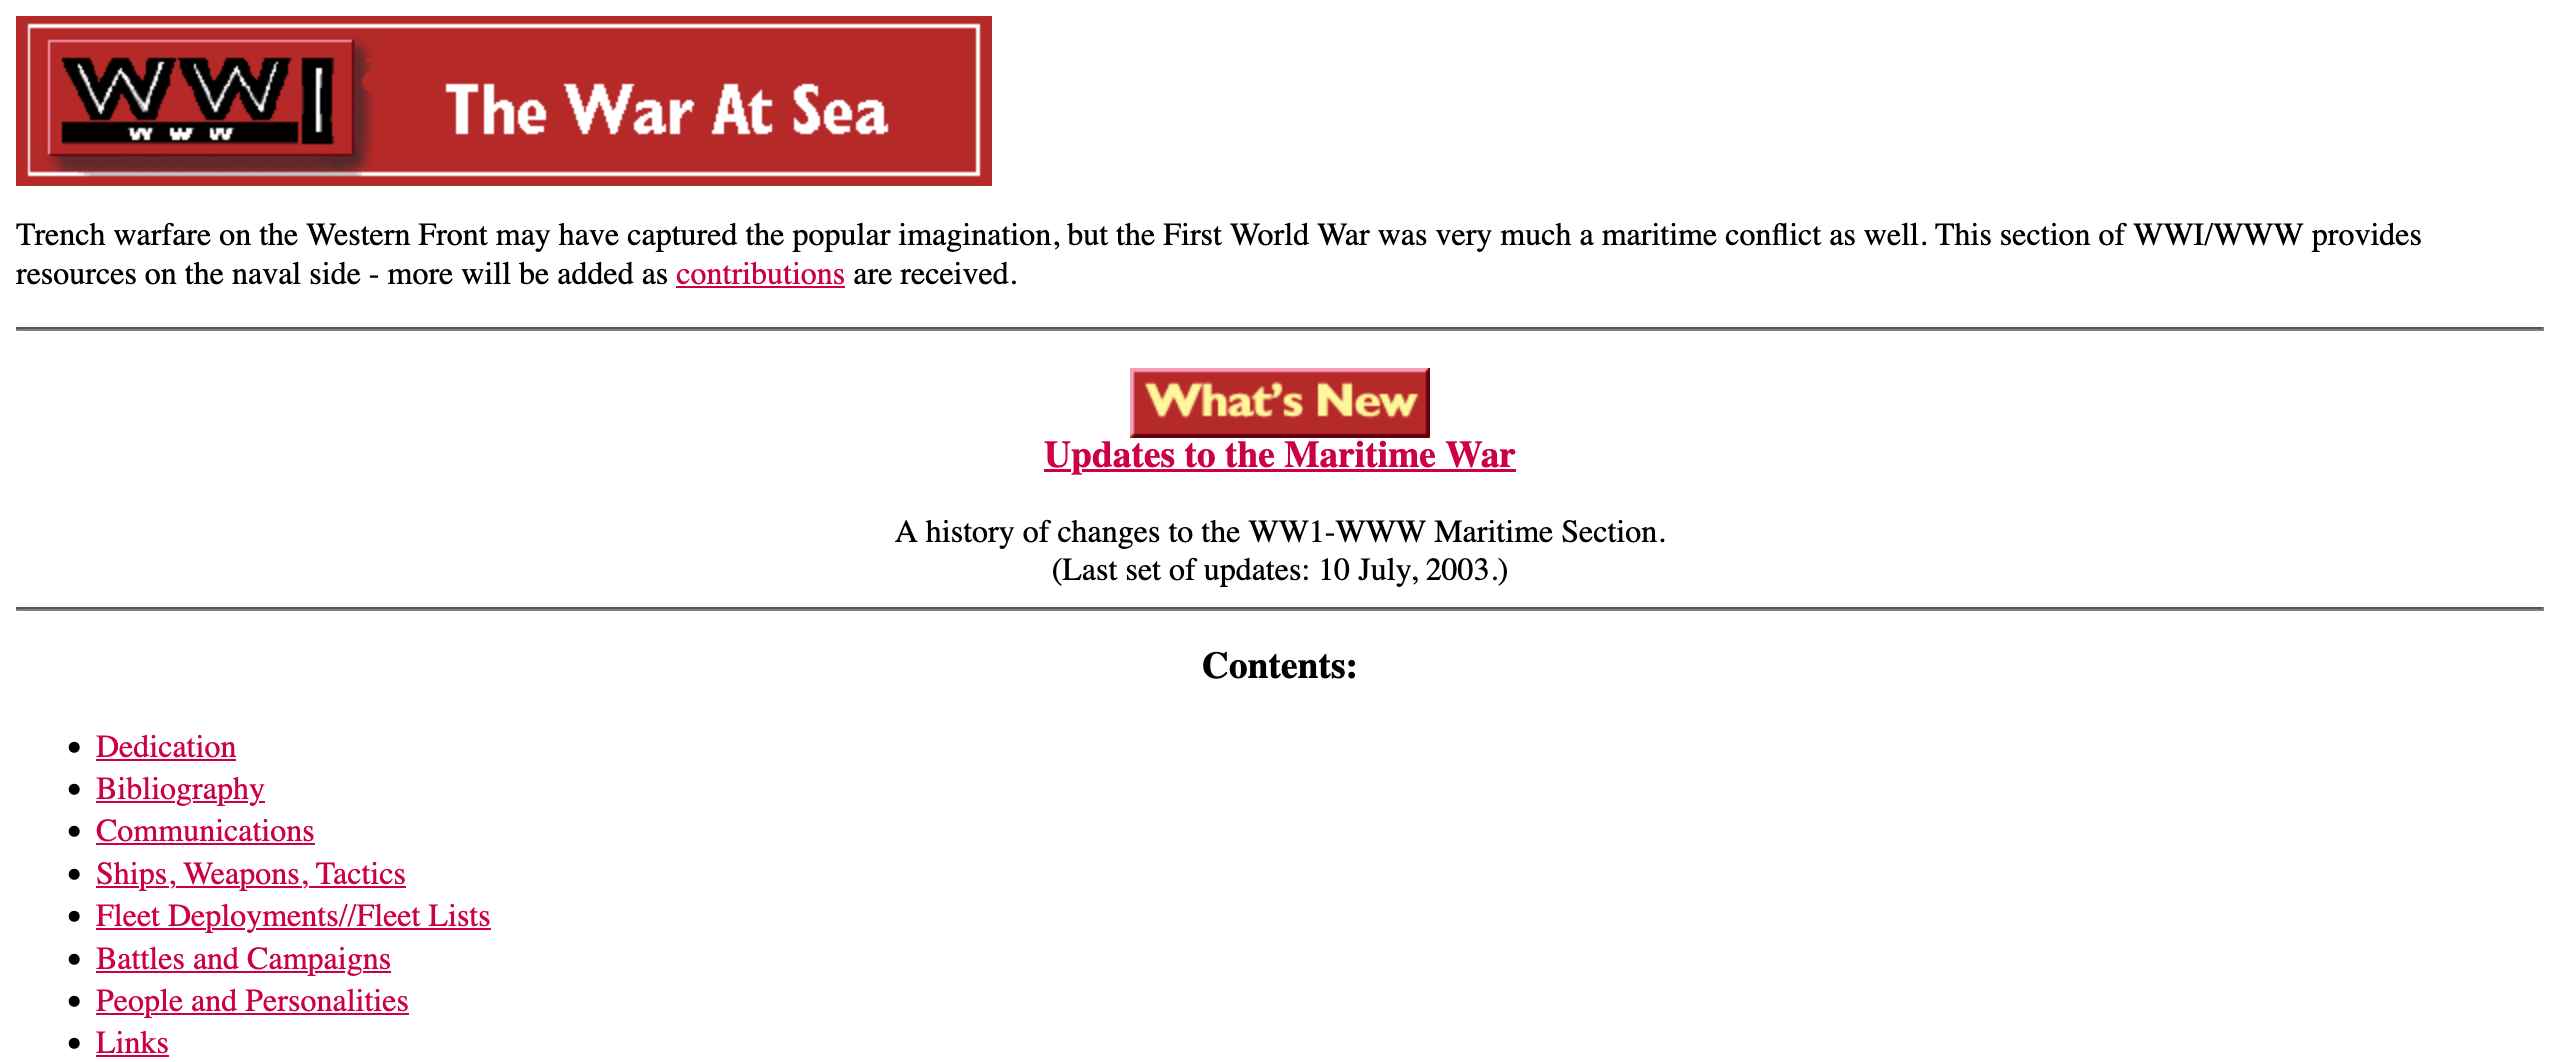 WWI
www
The War At Sea
Trench warfare on the Western Front may have captured the popular imagination, but the First World War was very much a maritime conflict as well. This section of WWI/WWW provides
resources on the naval side - more will be added as contributions are received.
What's New
Updates to the Maritime War
A history of changes to the WW1-WWW Maritime Section.
(Last set of updates: 10 July, 2003.)
Contents:
Dedication
Bibliography
Communications
Ships, Weapons, Tactics
Fleet Deployments//Fleet Lists
Battles and Campaigns
People and Personalities
Links